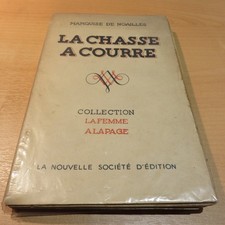 MARQUISE DE NOAILLES
LA CHASSE
A COURRE
COLLECTION
LA FEMME
A LA PAGE
LA NOUVELLE SOCIÉTÉ D'ÉDITION